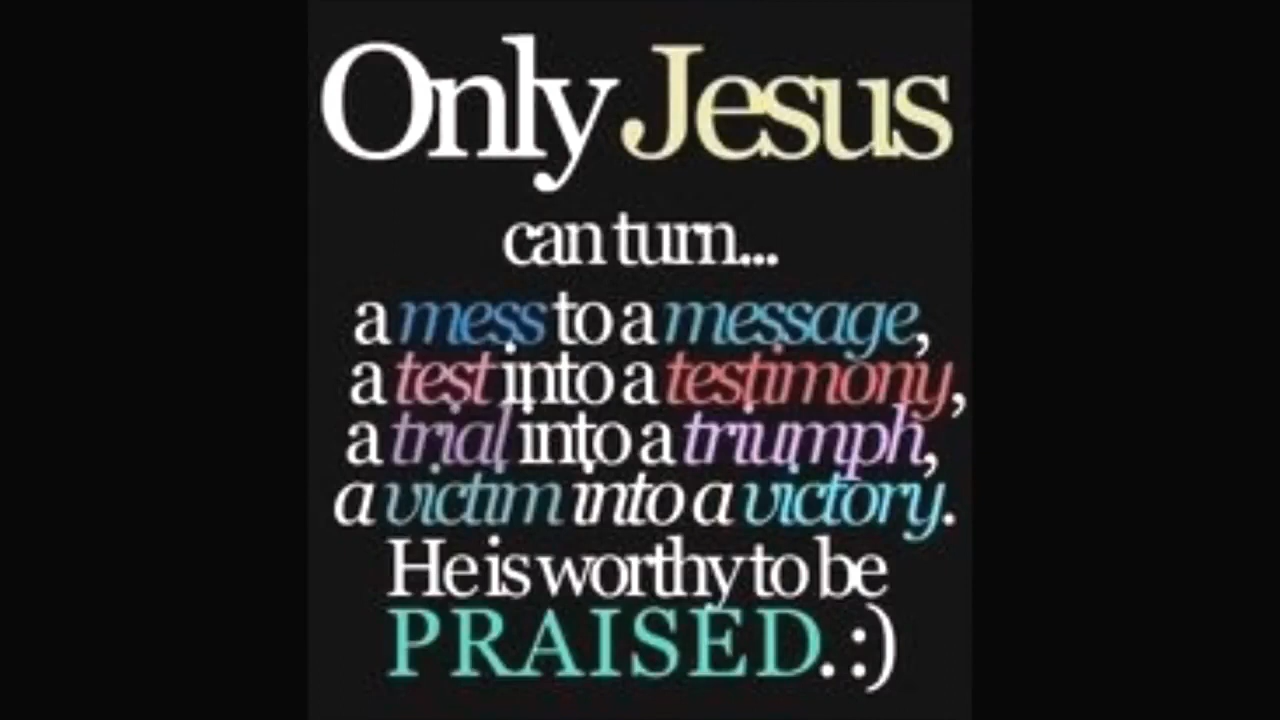 Only Jesus
can turn...
a mess to a message,
a test into a testimony,
a trial into a triumph,
a victim into a victory.
He is worthy to be
PRAISED. :)